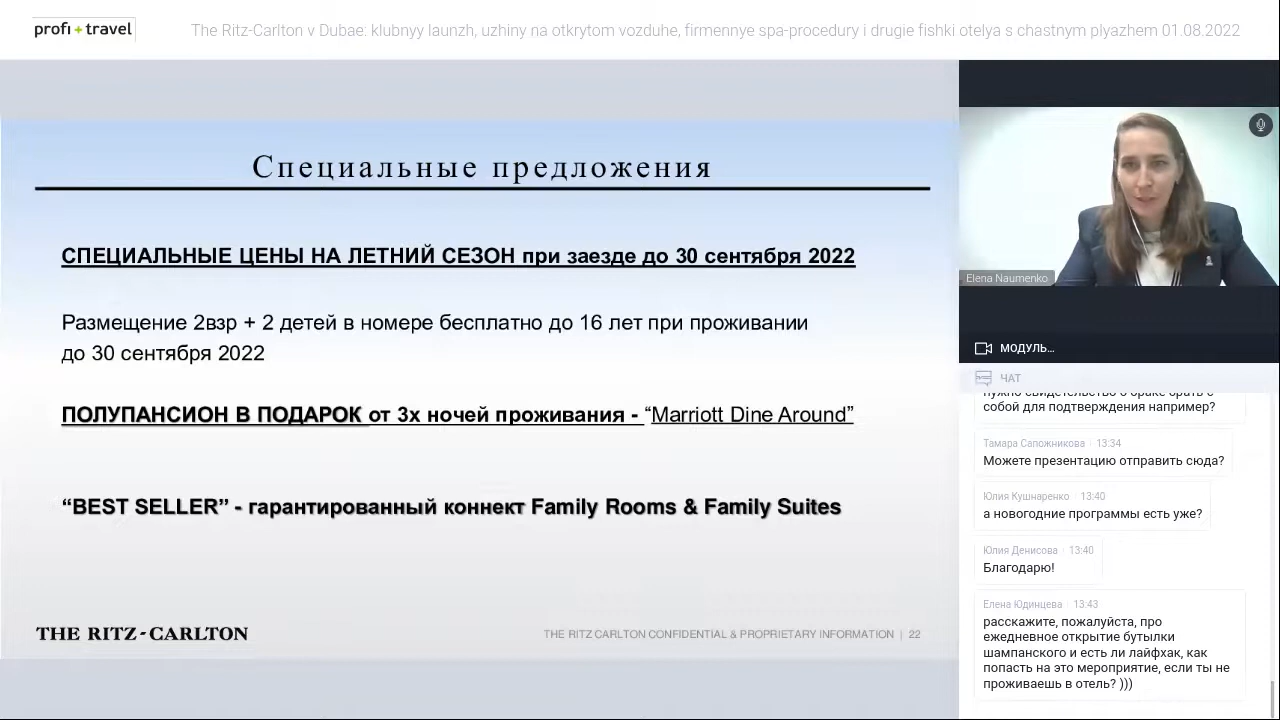 profi + travel
The Ritz-Carlton v Dubae: klubnyy launzh, uzhiny na otkrytom vozduhe, firmennye spa-procedury i drugie fishki otelya s chastnym plyazhem 01.08.2022
Специальные предложения
СПЕЦИАЛЬНЫЕ ЦЕНЫ НА ЛЕТНИЙ СЕЗОН при заезде до 30 сентября 2022
Размещение 2взр + 2 детей в номере бесплатно до 16 лет при проживании
до 30 сентября 2022
ПОЛУПАНСИОН В ПОДАРОК от 3х ночей проживания - “Marriott Dine Around”
“BEST SELLER” - гарантированный коннект Family Rooms & Family Suites
THE RITZ-CARLTON
THE RITZ CARLTON CONFIDENTIAL & PROPRIETARY INFORMATION | 22
Elena Naumenko
МОДУЛЬ...
ЧАТ
нужно свидетельство о браке брать с
собой для подтверждения например?
Тамара Сапожникова · 13:34
Можете презентацию отправить сюда?
Юлия Кушнаренко · 13:40
а новогодние программы есть уже?
Юлия Денисова · 13:40
Благодарю!
Елена Юдинцева · 13:43
расскажите, пожалуйста, про
ежедневное открытие бутылки
шампанского и есть ли лайфхак, как
попасть на это мероприятие, если ты не
проживаешь в отель? )))